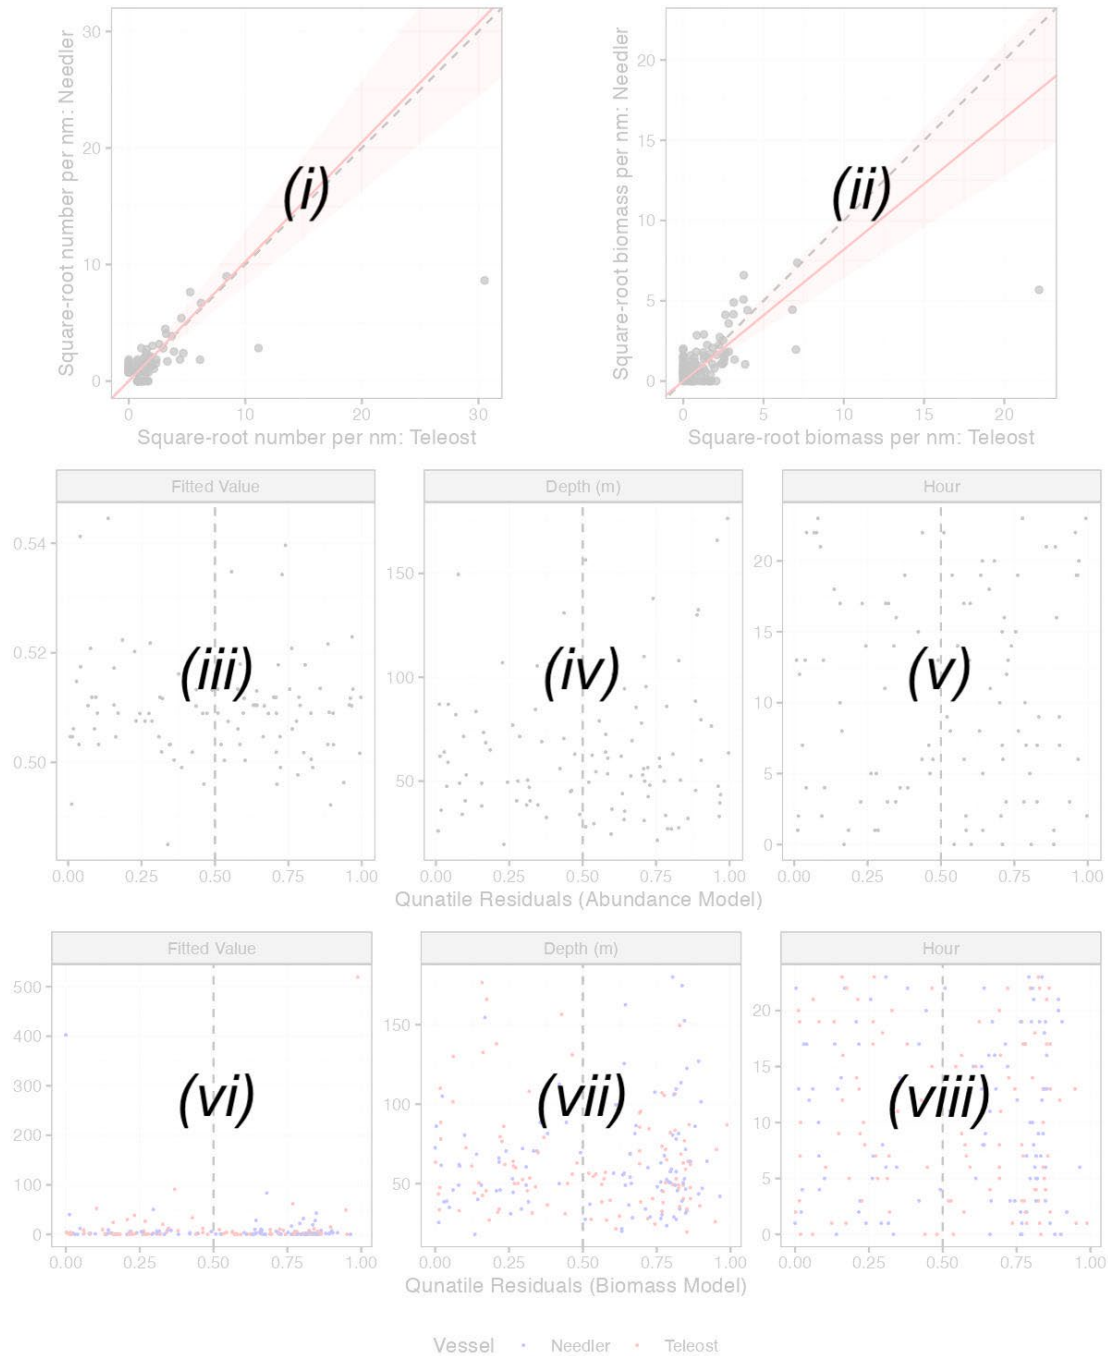 30
20
10
0
Square-root number per nm: Needler
(i)
0 10 20 30
Square-root number per nm: Teleost
20
15
10
5
0
Square-root biomass per nm: Needler
(ii)
0 5 10 15 20
Square-root biomass per nm: Teleost
Fitted Value
0.54
0.52
0.50
(iii)
0.00 0.25 0.50 0.75 1.00
Depth (m)
150
100
50
(iv)
0.00 0.25 0.50 0.75 1.00
Hour
20
15
10
5
0
(v)
0.00 0.25 0.50 0.75 1.00
Qunatile Residuals (Abundance Model)
Fitted Value
500
400
300
200
100
0
(vi)
0.00 0.25 0.50 0.75 1.00
Depth (m)
150
100
50
(vii)
0.00 0.25 0.50 0.75 1.00
Hour
20
15
10
5
0
(viii)
0.00 0.25 0.50 0.75 1.00
Qunatile Residuals (Biomass Model)
Vessel Needler Teleost